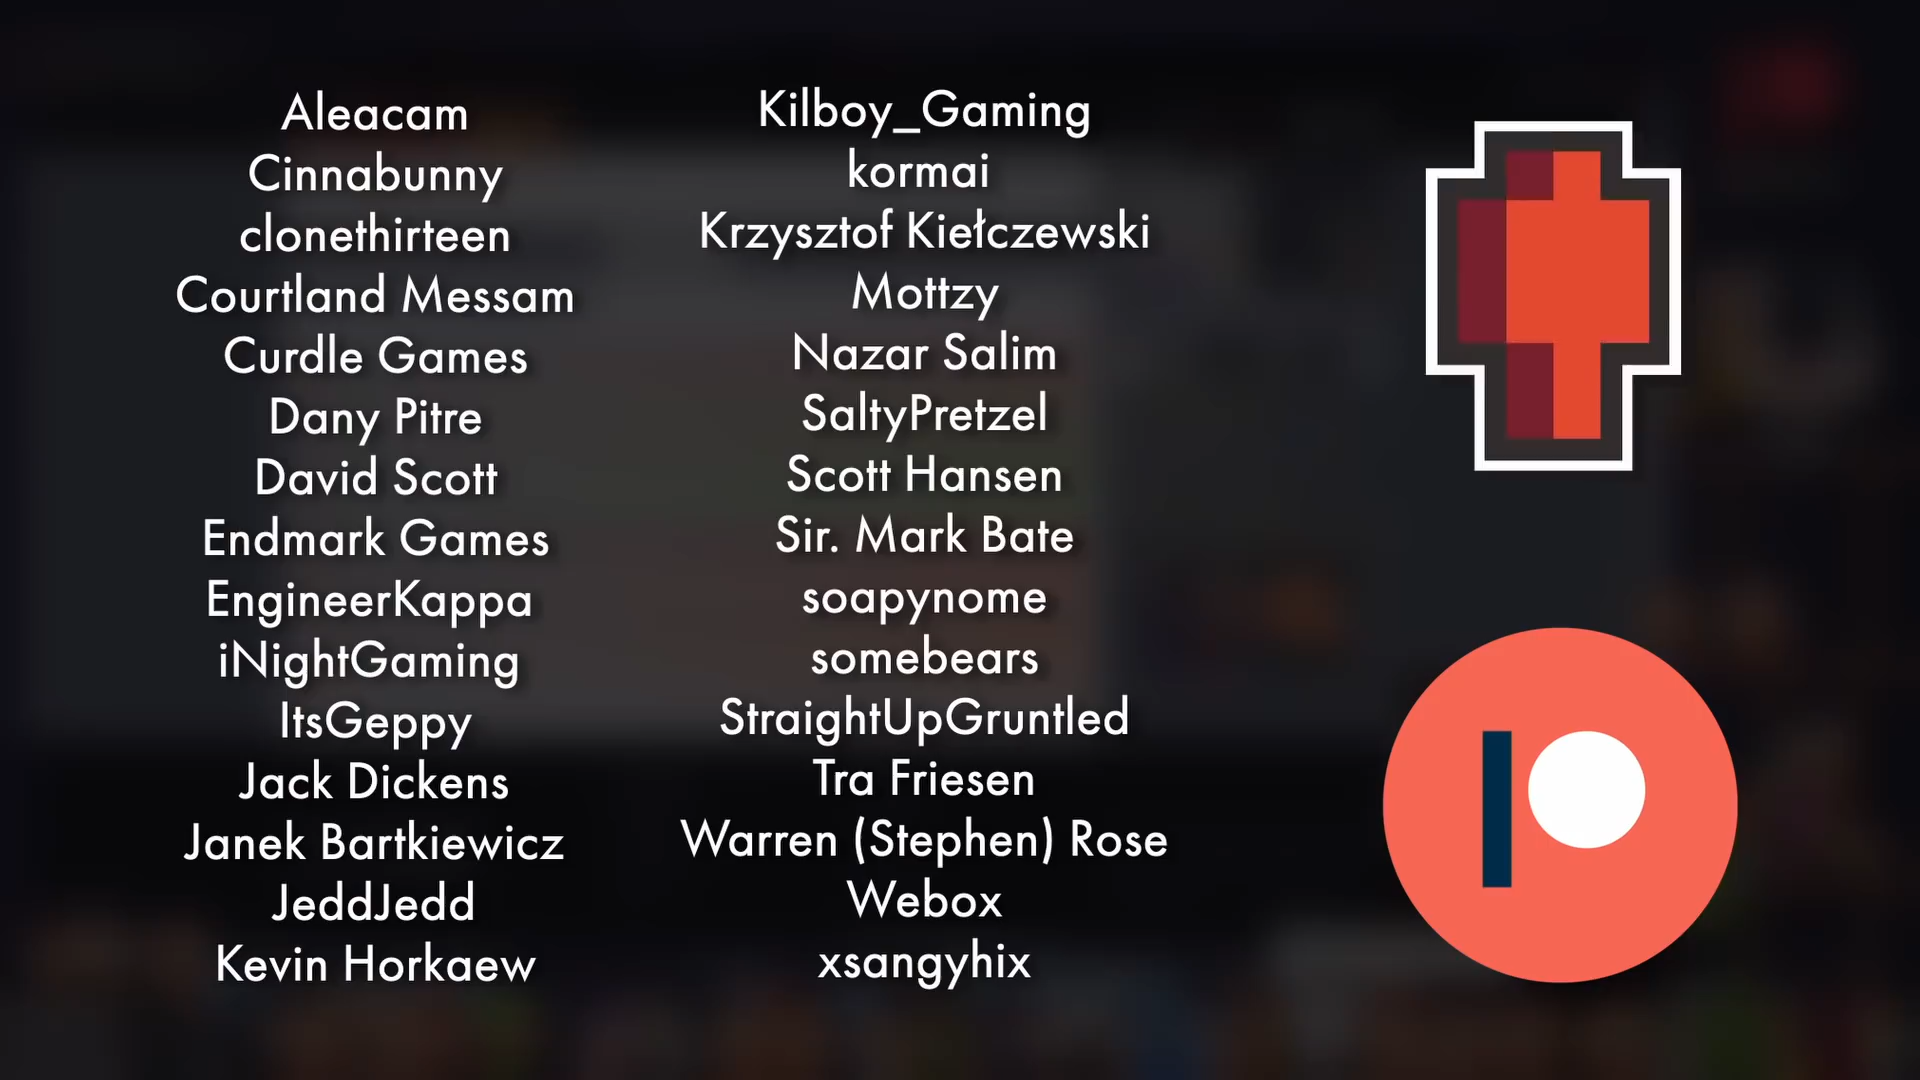 Aleacam
Cinnabunny
clonethirteen
Courtland Messam
Curdle Games
Dany Pitre
David Scott
Endmark Games
EngineerKappa
iNightGaming
ItsGeppy
Jack Dickens
Janek Bartkiewicz
JeddJedd
Kevin Horkaew
Kilboy_Gaming
kormai
Krzysztof Kiełczewski
Mottzy
Nazar Salim
SaltyPretzel
Scott Hansen
Sir. Mark Bate
soapynome
somebears
StraightUpGruntled
Tra Friesen
Warren (Stephen) Rose
Webox
xsangyhix